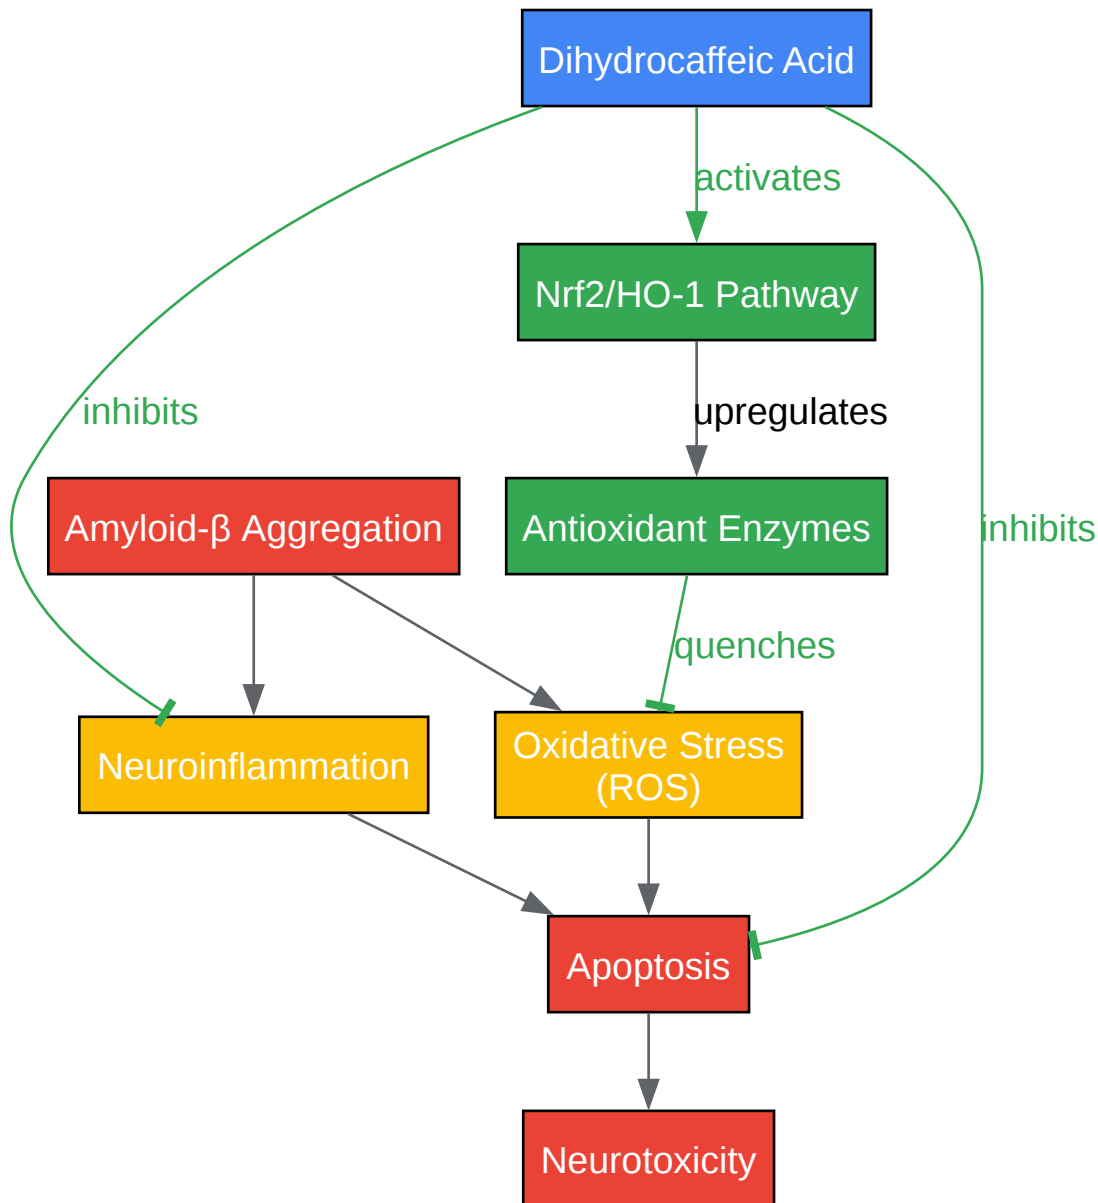 Dihydrocaffeic Acid
activates
Nrf2/HO-1 Pathway
inhibits
upregulates
Amyloid-β Aggregation
Antioxidant Enzymes
inhibits
quenches
Neuroinflammation
Oxidative Stress
(ROS)
Apoptosis
Neurotoxicity